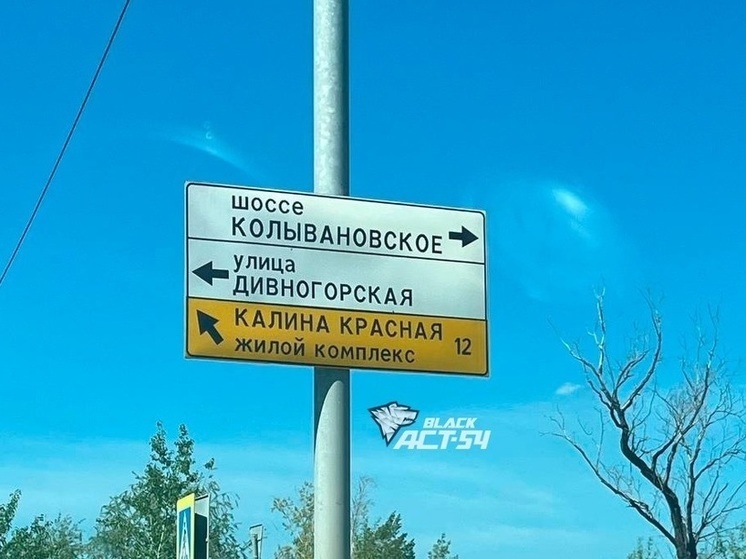 шоссе
КОЛЫВАНОВСКОЕ
улица
ДИВНОГОРСКАЯ
КАЛИНА КРАСНАЯ 12
жилой комплекс
BLACK
ACT-54